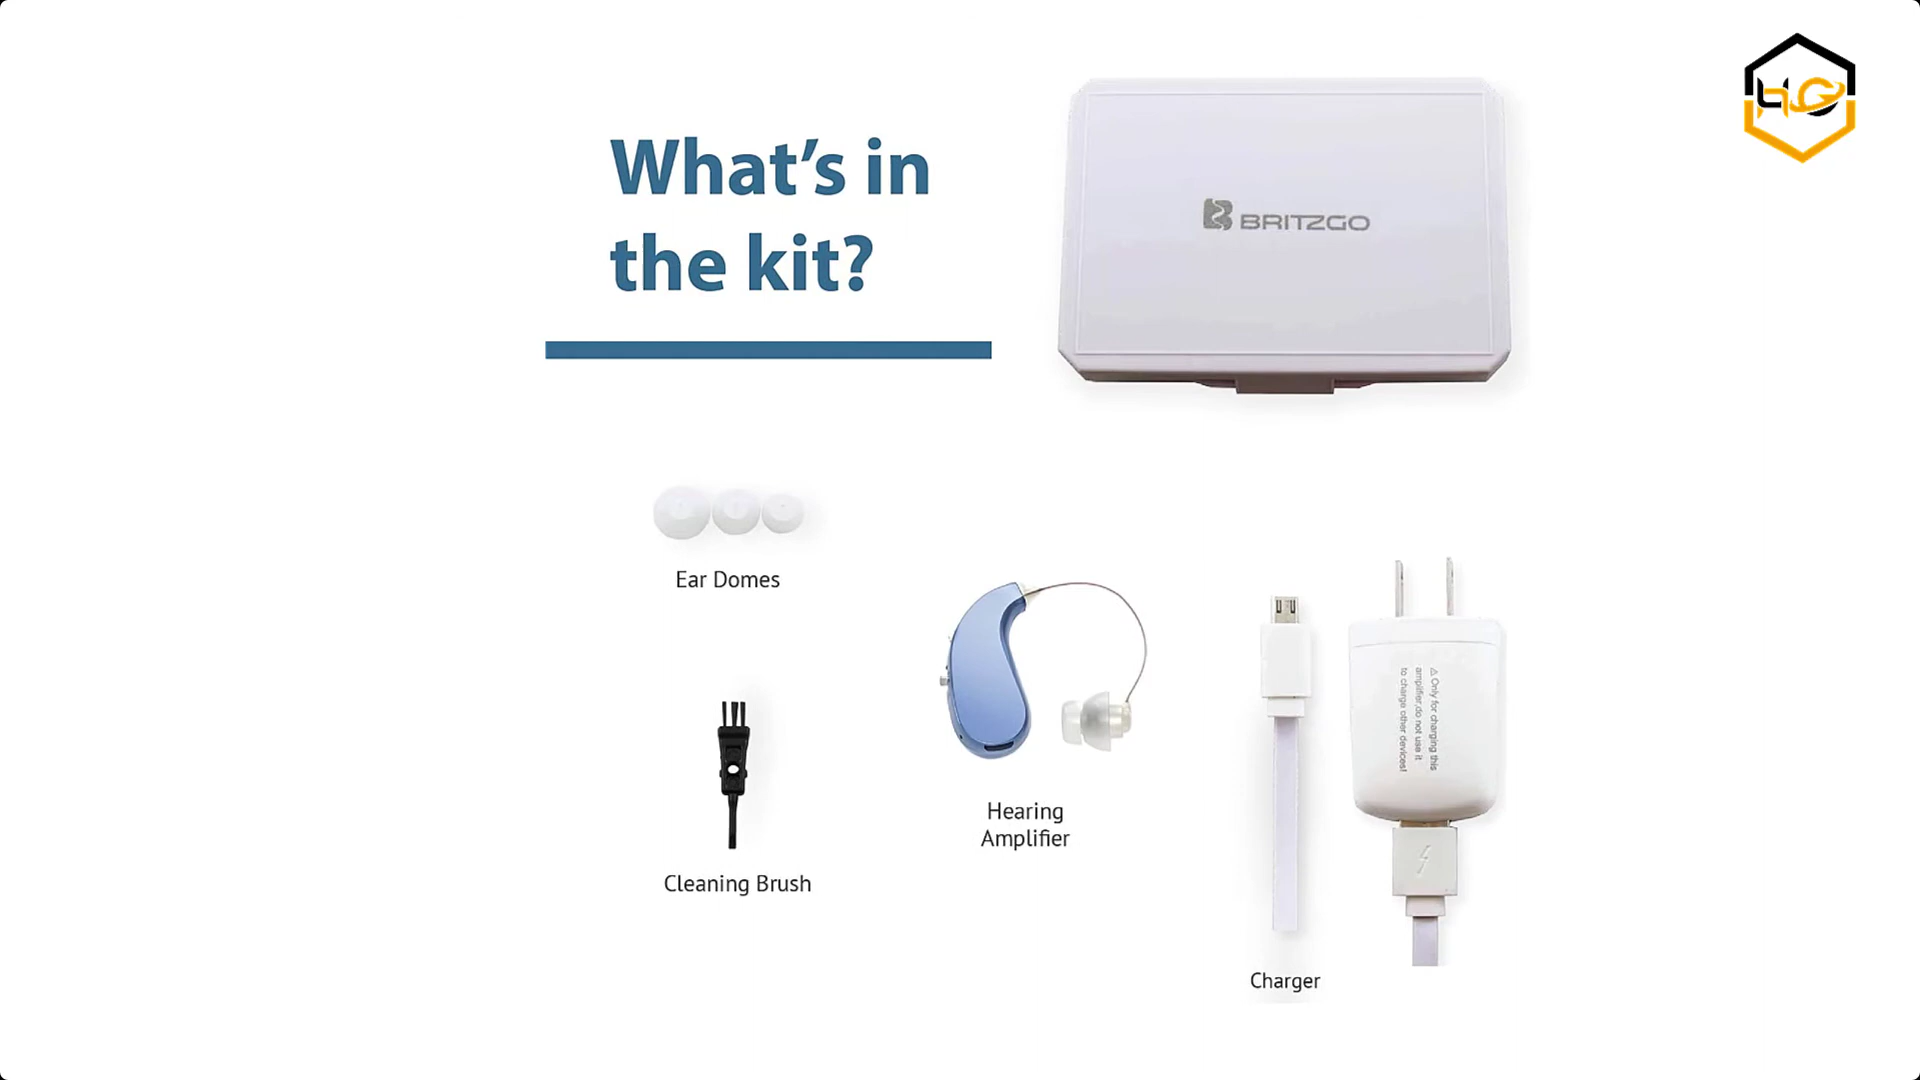 What's in
the kit?
BRITZGO
HG
Ear Domes
Cleaning Brush
Hearing
Amplifier
⚠ Only for charging this
amplifier,do not use it
to charge other devices!
Charger